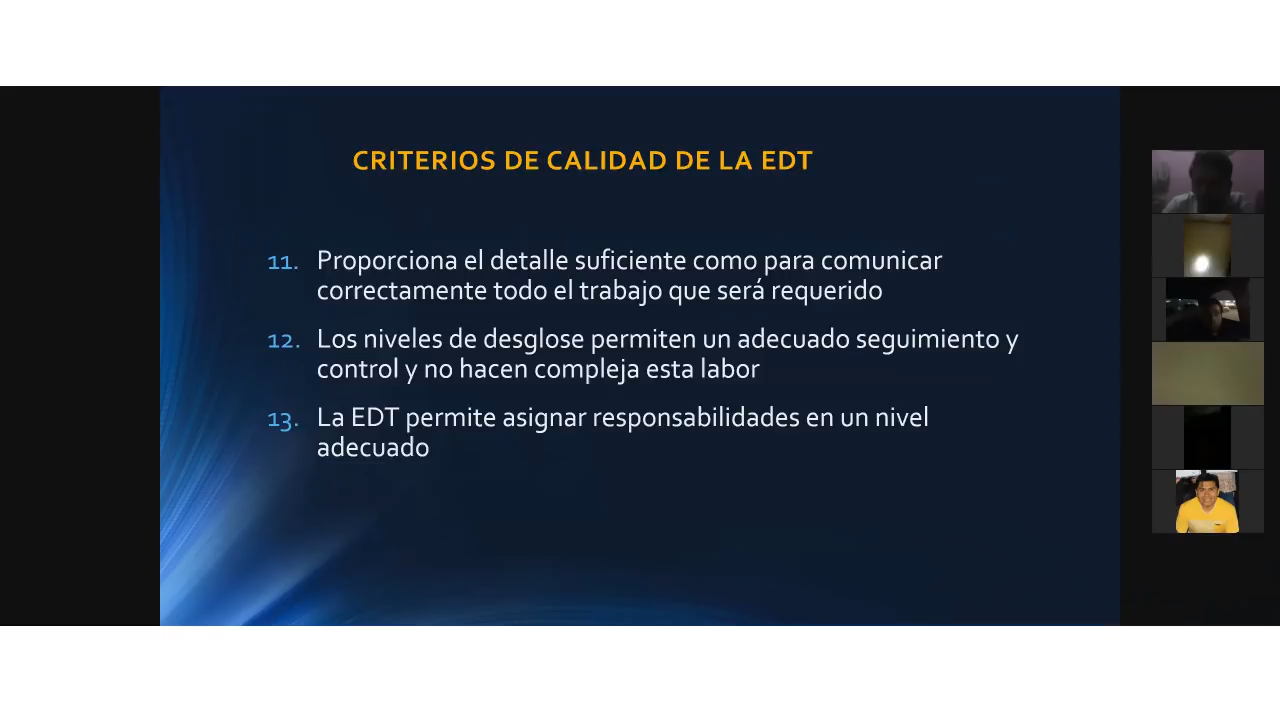 CRITERIOS DE CALIDAD DE LA EDT
11. Proporciona el detalle suficiente como para comunicar
correctamente todo el trabajo que será requerido
12. Los niveles de desglose permiten un adecuado seguimiento y
control y no hacen compleja esta labor
13. La EDT permite asignar responsabilidades en un nivel
adecuado